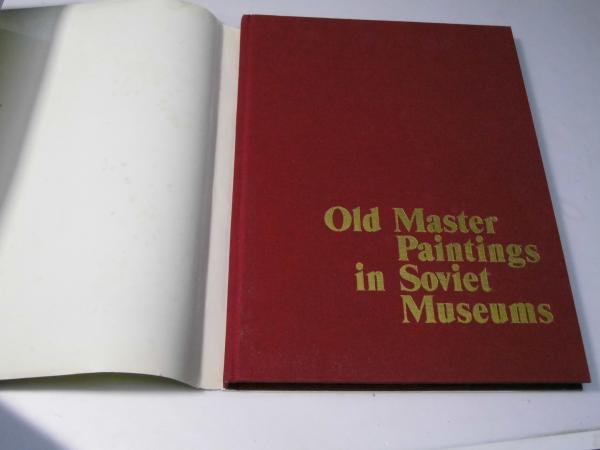 Old Master
Paintings
in Soviet
Museums